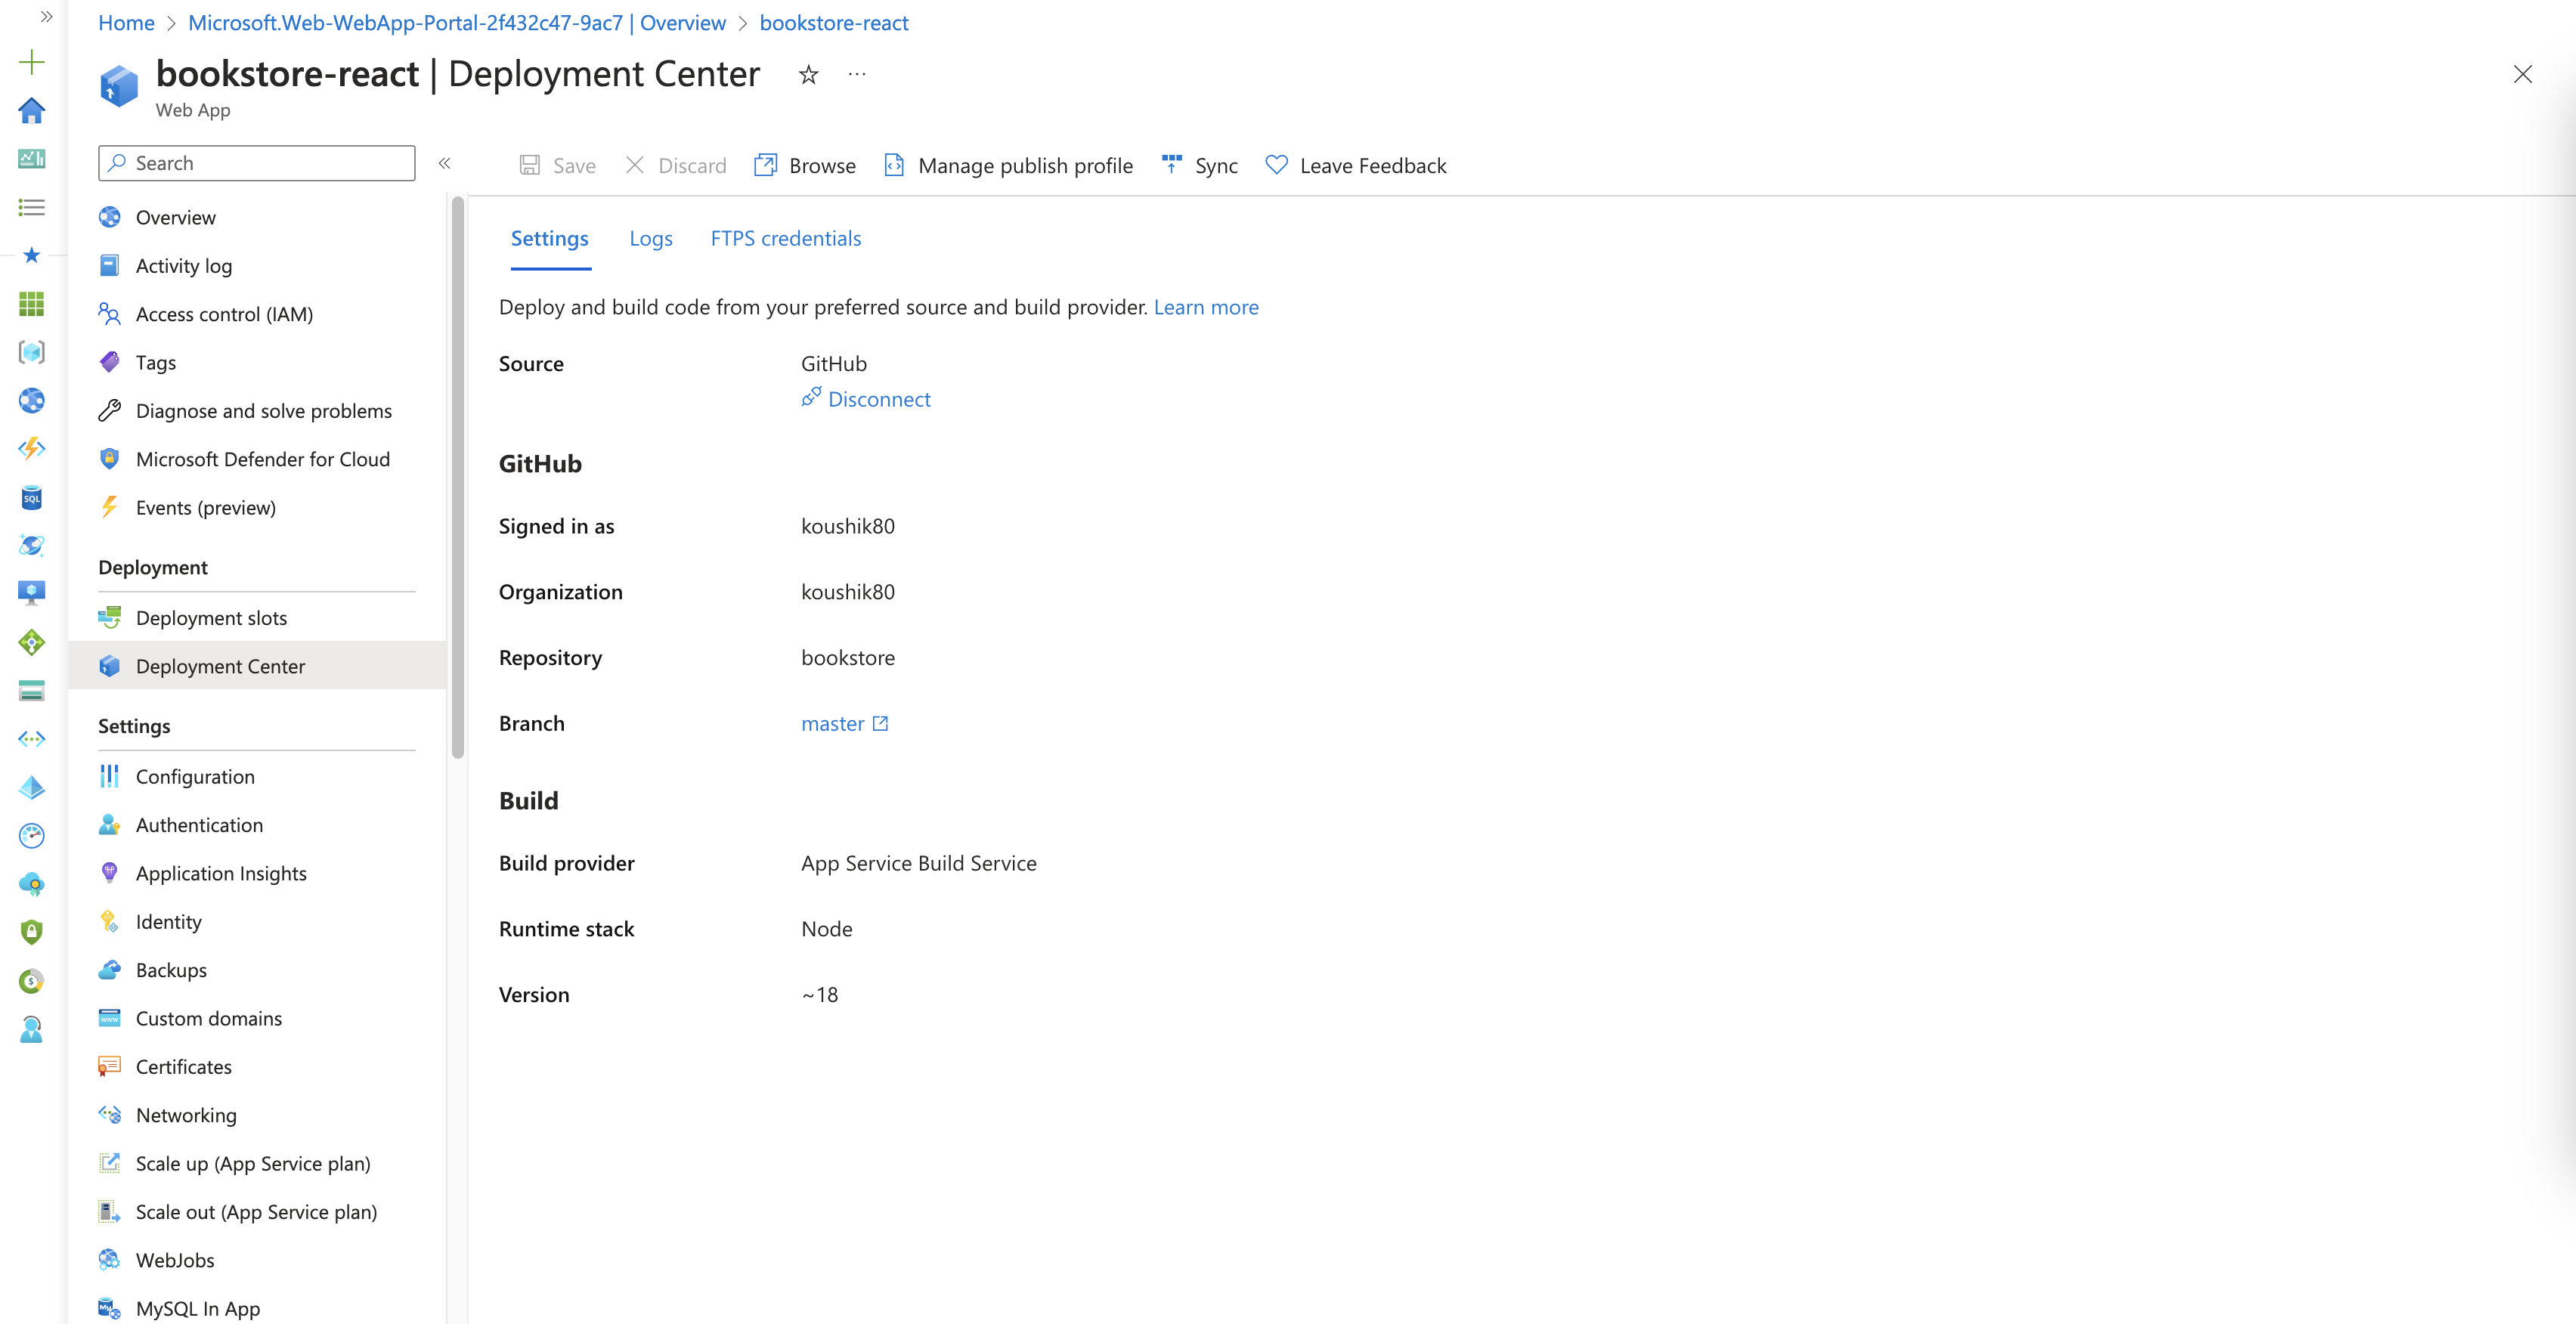 Home > Microsoft.Web-WebApp-Portal-2f432c47-9ac7 | Overview > bookstore-react
bookstore-react | Deployment Center
Web App
Search
Save Discard Browse Manage publish profile Sync Leave Feedback
Overview
Activity log
Access control (IAM)
Tags
Diagnose and solve problems
Microsoft Defender for Cloud
Events (preview)
Deployment
Deployment slots
Deployment Center
Settings
Configuration
Authentication
Application Insights
Identity
Backups
Custom domains
Certificates
Networking
Scale up (App Service plan)
Scale out (App Service plan)
WebJobs
MySQL In App
Settings Logs FTPS credentials
Deploy and build code from your preferred source and build provider. Learn more
Source GitHub
Disconnect
GitHub
Signed in as koushik80
Organization koushik80
Repository bookstore
Branch master
Build
Build provider App Service Build Service
Runtime stack Node
Version ~18